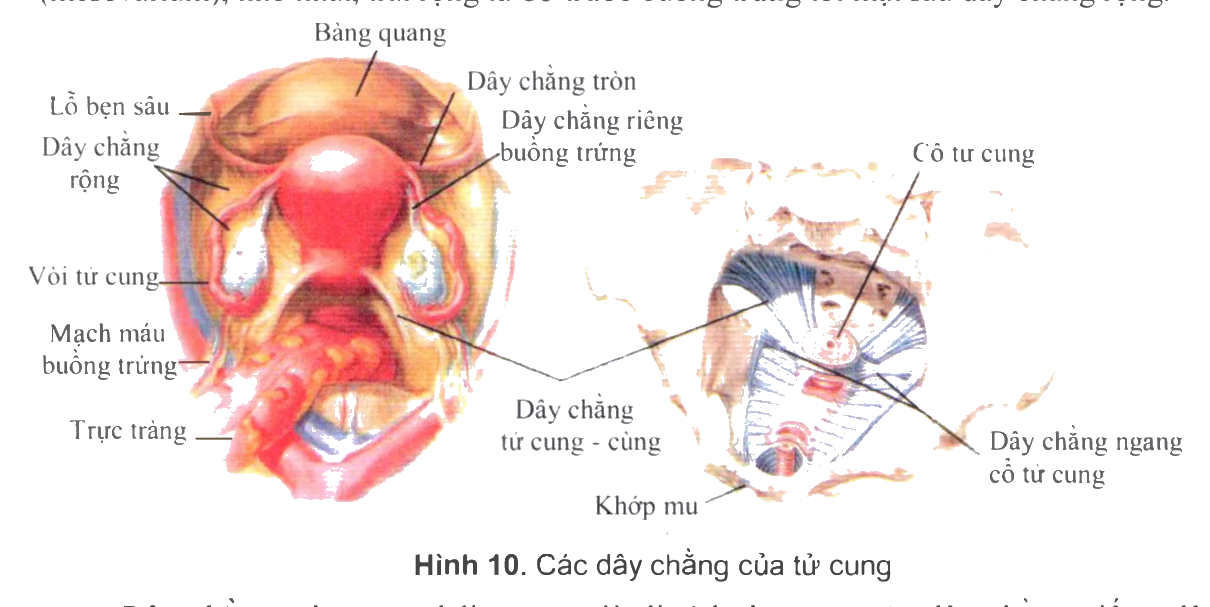 Bàng quang
Dây chằng tròn
Lỗ bẹn sâu
Dây chằng riêng
buồng trứng
Dây chằng
rộng
Cổ tử cung
Vòi tử cung
Mạch máu
buồng trứng
Dây chằng
tử cung - cùng
Trực tràng
Dây chằng ngang
cổ tử cung
Khớp mu
Hình 10. Các dây chằng của tử cung